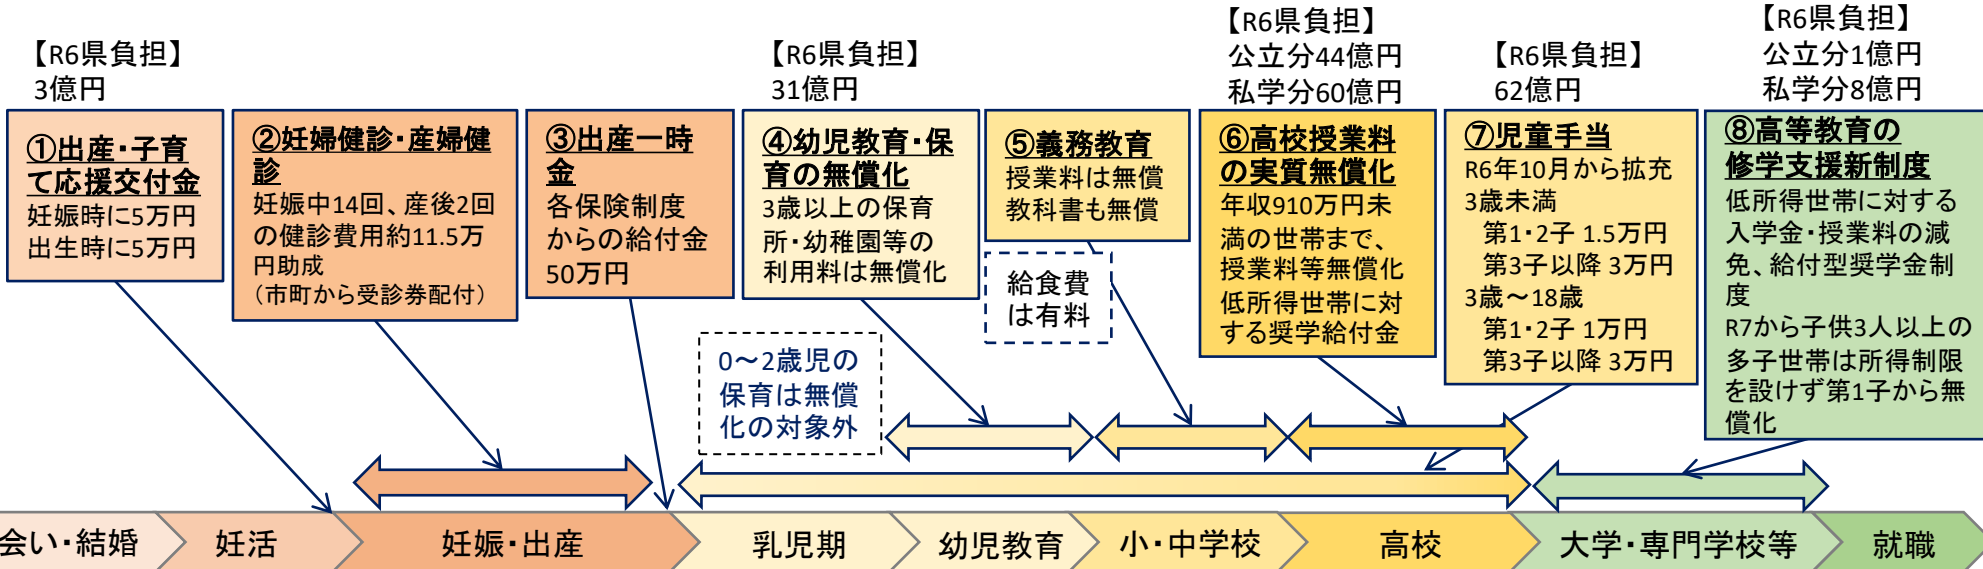 【R6県負担】
3億円
①出産・子育
て応援交付金
妊娠時に5万円
出生時に5万円
②妊婦健診・産婦健
診
妊娠中14回、産後2回
の健診費用約11.5万
円助成
（市町から受診券配付）
③出産一時
金
各保険制度
からの給付金
50万円
【R6県負担】
31億円
④幼児教育・保
育の無償化
3歳以上の保育
所・幼稚園等の
利用料は無償化
0～2歳児の
保育は無償
化の対象外
⑤義務教育
授業料は無償
教科書も無償
給食費
は有料
【R6県負担】
公立分44億円
私学分60億円
⑥高校授業料
の実質無償化
年収910万円未
満の世帯まで、
授業料等無償化
低所得世帯に対
する奨学給付金
【R6県負担】
62億円
⑦児童手当
R6年10月から拡充
3歳未満
第1・2子 1.5万円
第3子以降 3万円
3歳～18歳
第1・2子 1万円
第3子以降 3万円
【R6県負担】
公立分1億円
私学分8億円
⑧高等教育の
修学支援新制度
低所得世帯に対する
入学金・授業料の減
免、給付型奨学金制
度
R7から子供3人以上の
多子世帯は所得制限
を設けず第1子から無
償化
会い・結婚
妊活
妊娠・出産
乳児期
幼児教育
小・中学校
高校
大学・専門学校等
就職